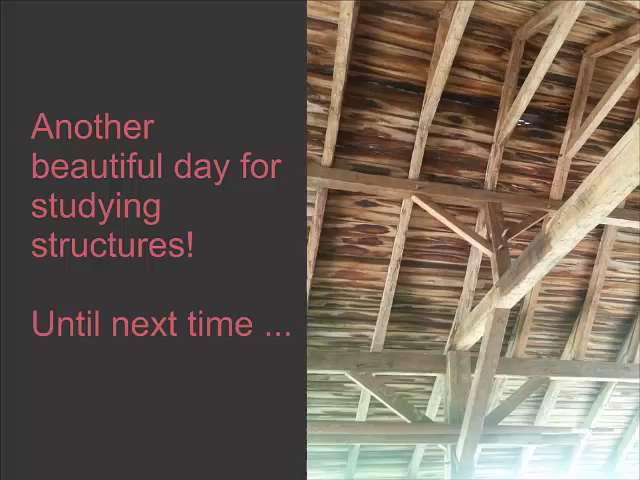 Another
beautiful day for
studying
structures!
Until next time ...